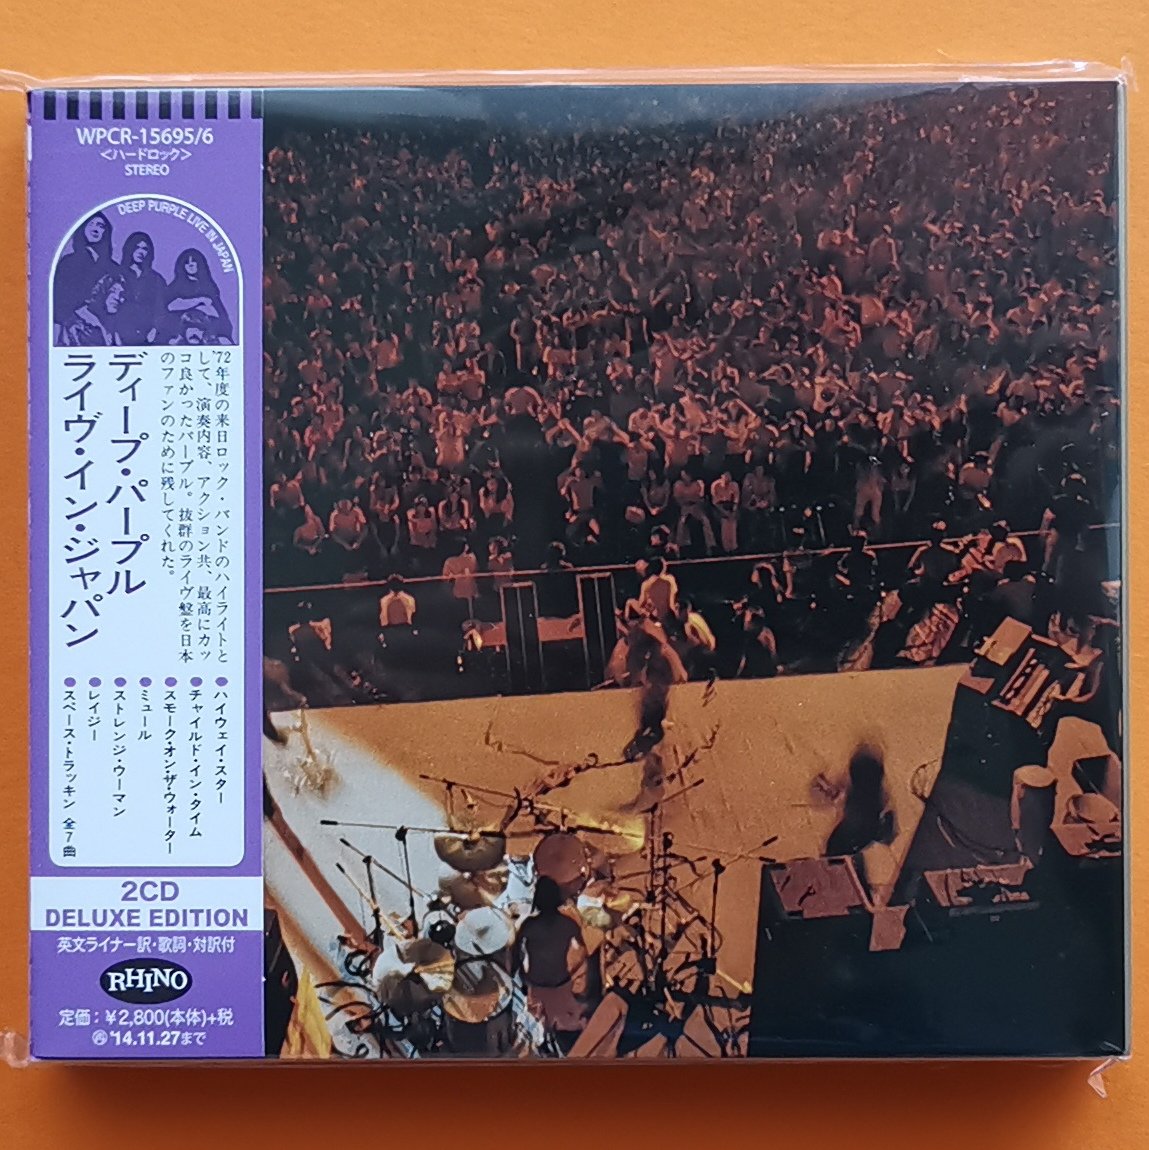 WPCR-15695/6
<ハードロック>
STEREO
DEEP PURPLE LIVE IN JAPAN
'72年度の来日ロック・バンドのハイライトと
して、演奏内容、アクション共、最高にカッ
コ良かったパープル。抜群のライヴ盤を日本
のファンのために残してくれた。
ディープ・パープル
ライヴ・イン・ジャパン
●ハイウェイ・スター
●チャイルド・イン・タイム
●スモーク・オン・ザ・ウォーター
●ミュール
●ストレンジ・ウーマン
●レイジー
●スペース・トラッキン 全7曲
2CD
DELUXE EDITION
英文ライナー訳・歌詞・対訳付
RHINO
定価:¥2,800(本体)+税
Ⓗ'14.11.27まで